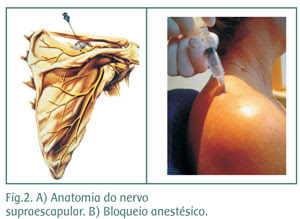 Fig.2. A) Anatomia do nervo
supraescapular. B) Bloqueio anestésico.